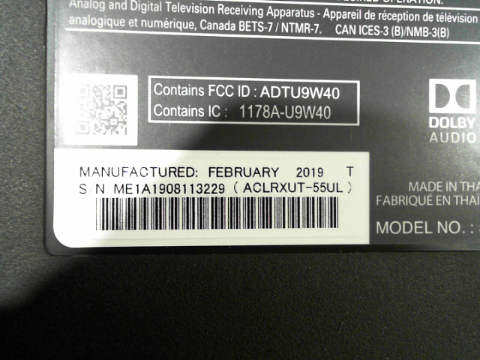 Analog and Digital Television Receiving Apparatus - Appareil de réception de télévision
analogique et numérique, Canada BETS-7 / NTMR-7. CAN ICES-3 (B)/NMB-3(B)
Contains FCC ID : ADTU9W40
Contains IC : 1178A-U9W40
DOLBY
AUDIO
MANUFACTURED: FEBRUARY 2019 T
S/N ME1A1908113229 ( ACLRXUT-55UL )
MADE IN THA
FABRIQUÉ EN THAÏ
MODEL NO. :